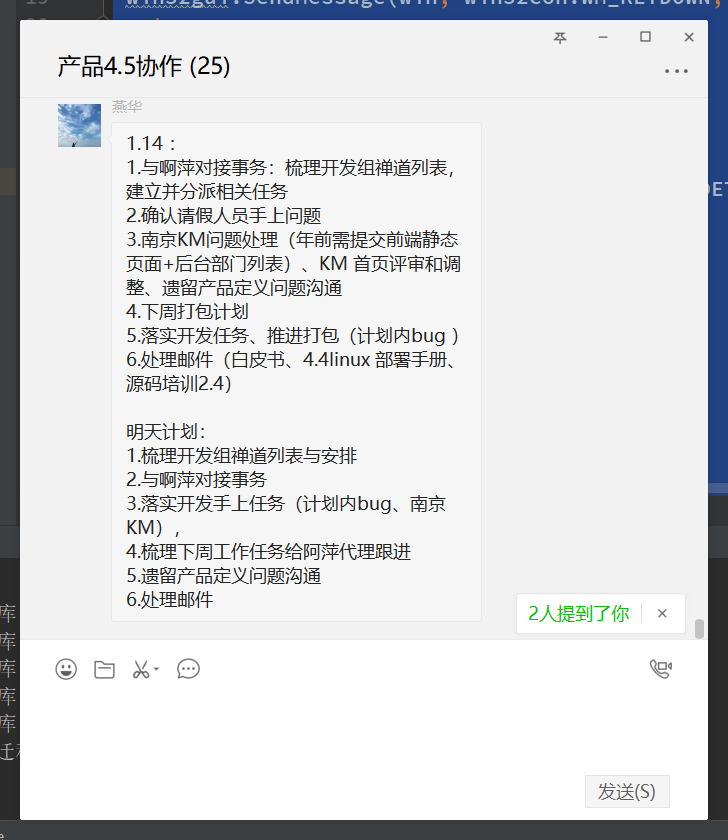 产品4.5协作 (25)
燕华
1.14：
1.与啊萍对接事务：梳理开发组禅道列表，
建立并分派相关任务
2.确认请假人员手上问题
3.南京KM问题处理（年前需提交前端静态
页面+后台部门列表）、KM 首页评审和调
整、遗留产品定义问题沟通
4.下周打包计划
5.落实开发任务、推进打包（计划内bug ）
6.处理邮件（白皮书、4.4linux 部署手册、
源码培训2.4）
明天计划：
1.梳理开发组禅道列表与安排
2.与啊萍对接事务
3.落实开发手上任务（计划内bug、南京
KM），
4.梳理下周工作任务给阿萍代理跟进
5.遗留产品定义问题沟通
6.处理邮件
2人提到了你
发送(S)
库
库
库
库
库